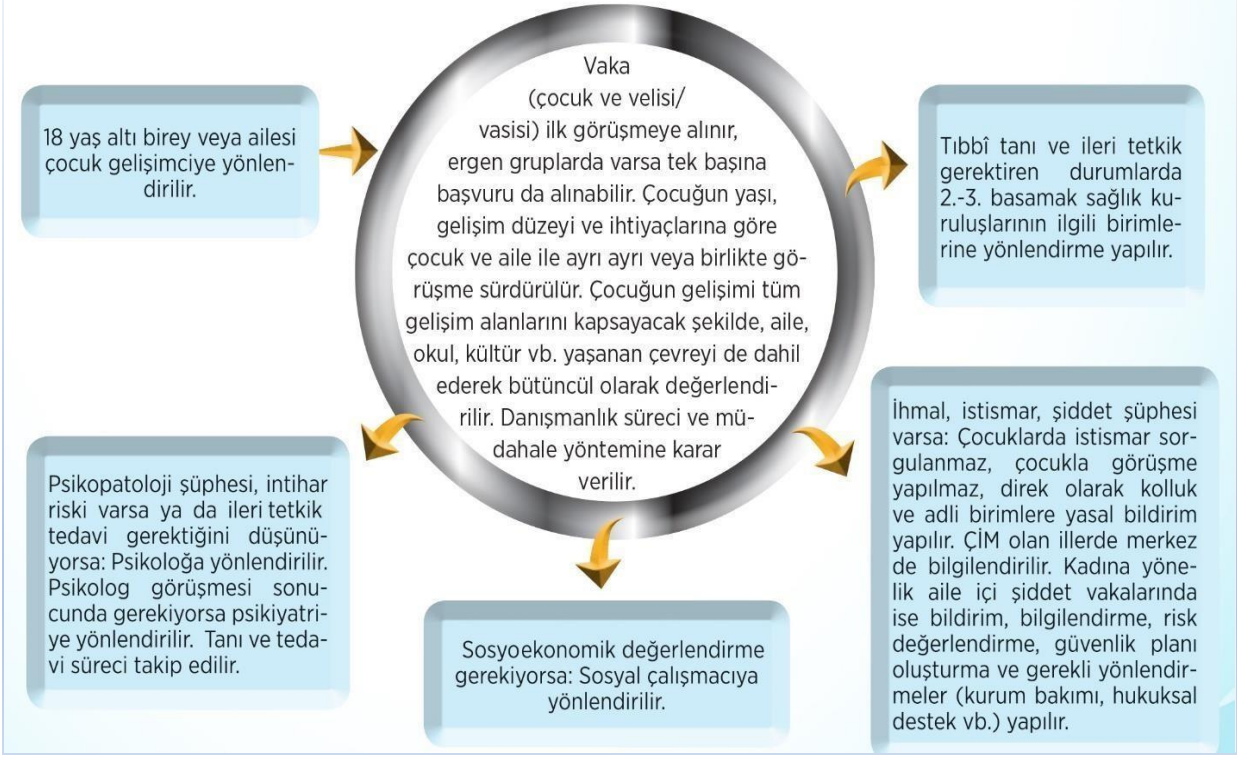 18 yaş altı birey veya ailesi
çocuk gelişimciye yönlen-
dirilir.
Vaka
(çocuk ve velisi/
vasisi) ilk görüşmeye alınır,
ergen gruplarda varsa tek başına
başvuru da alınabilir. Çocuğun yaşı,
gelişim düzeyi ve ihtiyaçlarına göre
çocuk ve aile ile ayrı ayrı veya birlikte gö-
rüşme sürdürülür. Çocuğun gelişimi tüm
gelişim alanlarını kapsayacak şekilde, aile,
okul, kültür vb. yaşanan çevreyi de dahil
ederek bütüncül olarak değerlendi-
rilir. Danışmanlık süreci ve mü-
dahale yöntemine karar
verilir.
Tıbbî tanı ve ileri tetkik
gerektiren durumlarda
2.-3. basamak sağlık ku-
ruluşlarının ilgili birimle-
rine yönlendirme yapılır.
Psikopatoloji şüphesi, intihar
riski varsa ya da ileri tetkik
tedavi gerektiğini düşünü-
yorsa: Psikoloğa yönlendirilir.
Psikolog görüşmesi sonu-
cunda gerekiyorsa psikiyatri-
ye yönlendirilir. Tanı ve teda-
vi süreci takip edilir.
Sosyoekonomik değerlendirme
gerekiyorsa: Sosyal çalışmacıya
yönlendirilir.
İhmal, istismar, şiddet şüphesi
varsa: Çocuklarda istismar sor-
gulanmaz, çocukla görüşme
yapılmaz, direk olarak kolluk
ve adli birimlere yasal bildirim
yapılır. ÇİM olan illerde merkez
de bilgilendirilir. Kadına yöne-
lik aile içi şiddet vakalarında
ise bildirim, bilgilendirme, risk
değerlendirme, güvenlik planı
oluşturma ve gerekli yönlendir-
meler (kurum bakımı, hukuksal
destek vb.) yapılır.